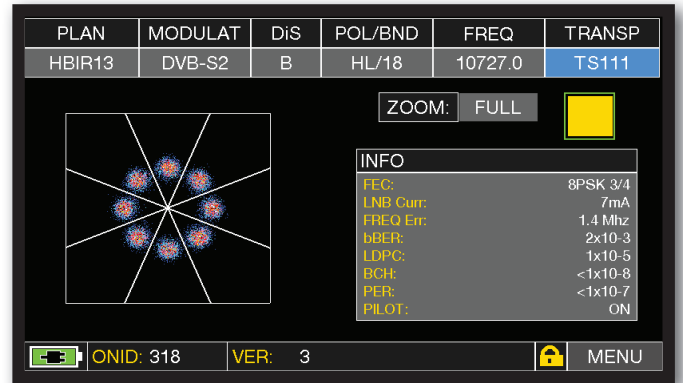 PLAN MODULAT DiS POL/BND FREQ TRANSP
HBIR13 DVB-S2 B HL/18 10727.0 TS111
ZOOM: FULL
INFO
FEC: 8PSK 3/4
LNB Curr: 7mA
FREQ Err: 1.4 Mhz
bBER: 2x10-3
LDPC: 1x10-5
BCH: <1x10-8
PER: <1x10-7
PILOT: ON
ONID: 318 VER: 3 MENU